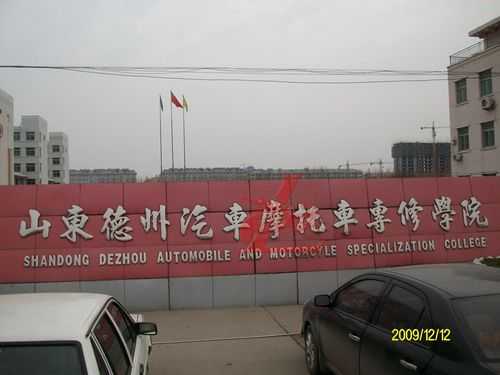 山東德州汽車摩托車專修學院
SHANDONG DEZHOU AUTOMOBILE AND MOTORCYLE SPECIALIZATION COLLEGE
2009/12/12